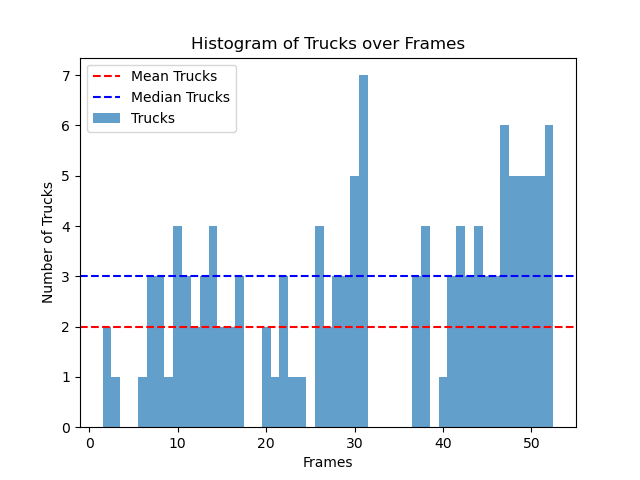 Histogram of Trucks over Frames
Mean Trucks
Median Trucks
Trucks
Number of Trucks
7
6
5
4
3
2
1
0
0 10 20 30 40 50
Frames